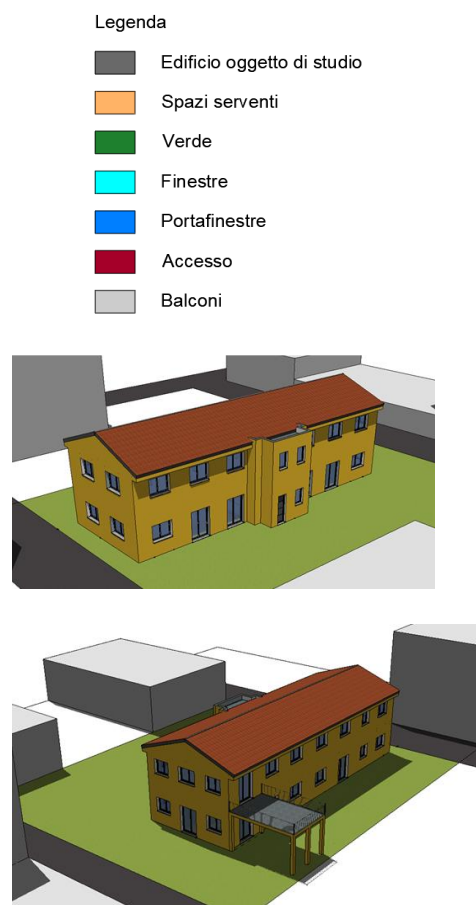 Legenda
Edificio oggetto di studio
Spazi serventi
Verde
Finestre
Portafinestre
Accesso
Balconi